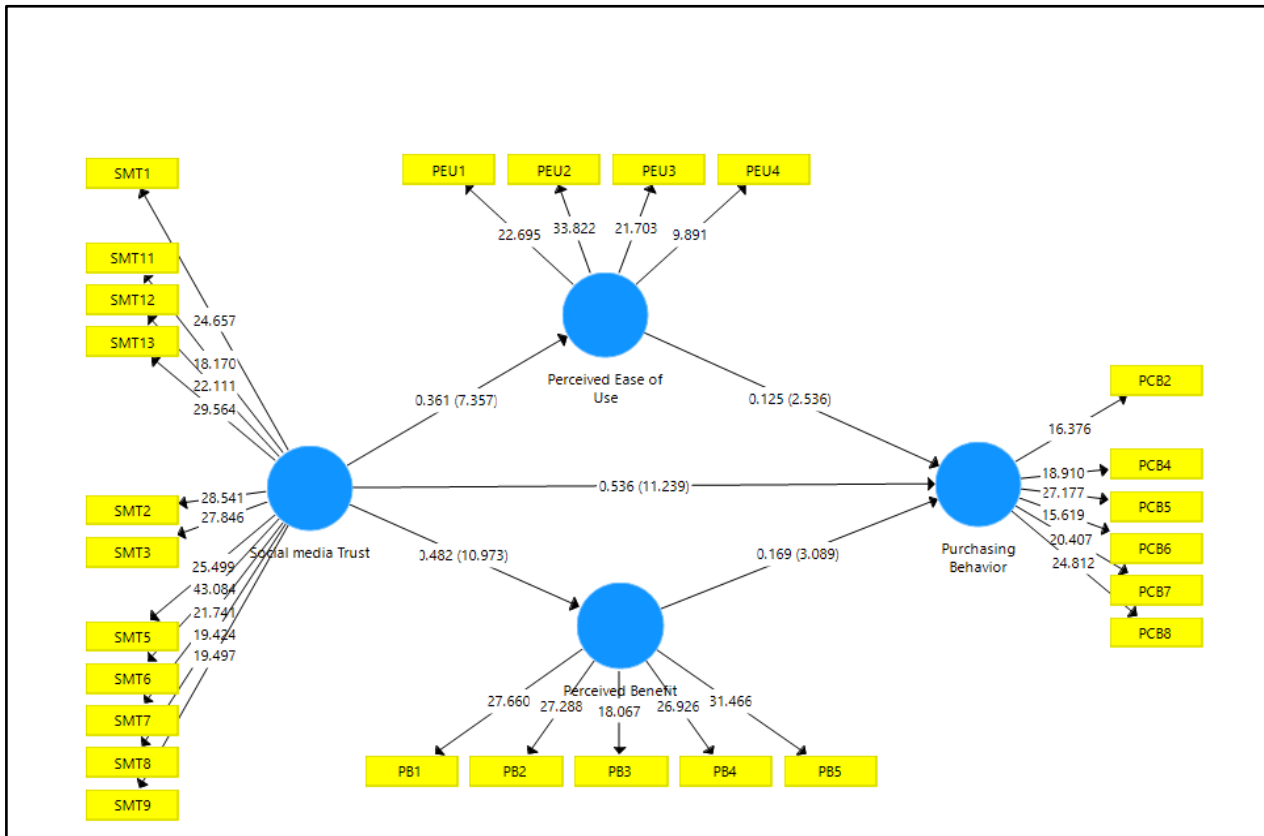 SMT1
SMT11
SMT12
SMT13
SMT2
SMT3
SMT5
SMT6
SMT7
SMT8
SMT9
24.657
18.170
22.111
29.564
28.541
27.846
25.499
43.084
21.741
19.424
19.497
Social media Trust
PEU1
PEU2
PEU3
PEU4
22.695
33.822
21.703
9.891
Perceived Ease of
Use
0.361 (7.357)
0.125 (2.536)
0.536 (11.239)
0.482 (10.973)
0.169 (3.089)
Perceived Benefit
27.660
27.288
18.067
26.926
31.466
PB1
PB2
PB3
PB4
PB5
Purchasing
Behavior
16.376
18.910
27.177
15.619
20.407
24.812
PCB2
PCB4
PCB5
PCB6
PCB7
PCB8